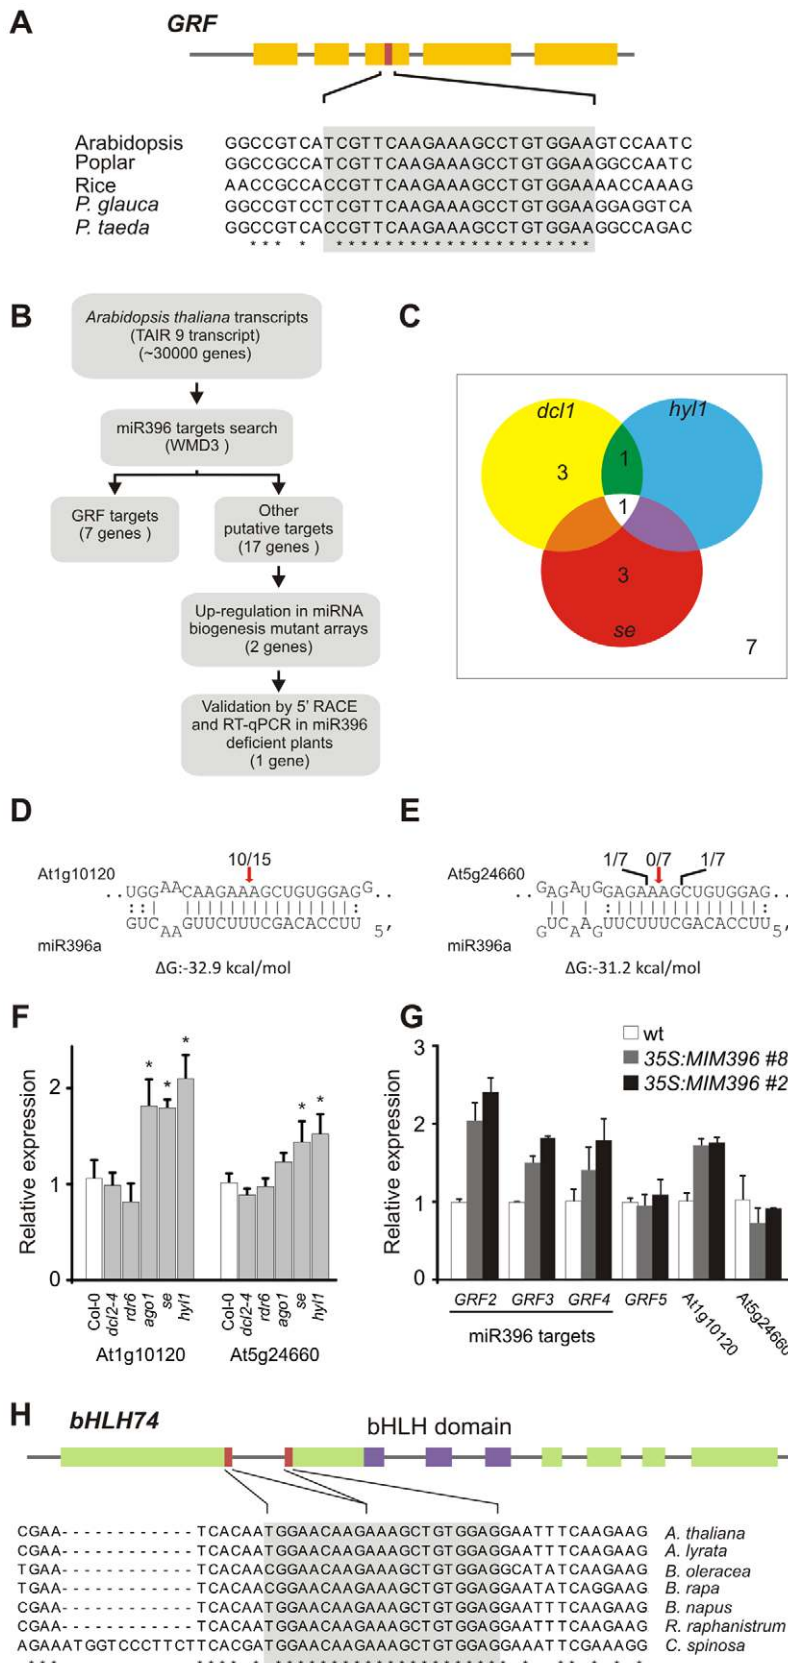 A
GRF
Arabidopsis GGCCGTCATCGTTCAAGAAAGCCTGTGGAAGTCCAATC
Poplar GGCCGCCATCGTTCAAGAAAGCCTGTGGAAGGCCAATC
Rice AACCGCCACCGTTCAAGAAAGCCTGTGGAAAACCAAAG
P. glauca GGCCGTCCTCGTTCAAGAAAGCCTGTGGAAGGAGGTCA
P. taeda GGCCGTCACCGTTCAAGAAAGCCTGTGGAAGGCCAGAC
* * * * * * * * * * * * * * * * * * * * * * * * *
B
Arabidopsis thaliana transcripts
(TAIR 9 transcript)
(~30000 genes)
miR396 targets search
(WMD3 )
GRF targets
(7 genes )
Other
putative targets
(17 genes )
Up-regulation in miRNA
biogenesis mutant arrays
(2 genes)
Validation by 5' RACE
and RT-qPCR in miR396
deficient plants
(1 gene)
C
dcl1
hyl1
3
1
1
3
se
7
D
10/15
At1g10120
..UGGAACAAGAAAGCUGUGGAGG..
GUCAAGUUCUUUCGACACCUU 5'
miR396a
ΔG:-32.9 kcal/mol
E
1/7 0/7 1/7
At5g24660
..GAGAUGGAGAAAGCUGUGGAG..
GUCAAGUUCUUUCGACACCUU 5'
miR396a
ΔG:-31.2 kcal/mol
F
Relative expression
2
1
0
Col-0 dcl2-4 rdr6 ago1 se hyl1 Col-0 dcl2-4 rdr6 ago1 se hyl1
* * * * *
At1g10120 At5g24660
G
wt
35S:MIM396 #8
35S:MIM396 #2
Relative expression
3
2
1
0
GRF2 GRF3 GRF4 GRF5 At1g10120 At5g24660
miR396 targets
H
bHLH74
bHLH domain
CGAA- - - - - - - - - - - -TCACAATGGAACAAGAAAGCTGTGGAGGAATTTCAAGAAG A. thaliana
CGAA- - - - - - - - - - - -TCACAATGGAACAAGAAAGCTGTGGAGGAATTTCAAGAAG A. lyrata
TGAA- - - - - - - - - - - -TCACAACGGAACAAGAAAGCTGTGGAGGCATATCAAGAAG B. oleracea
TGAA- - - - - - - - - - - -TCACAACGGAACAAGAAAGCTGTGGAGGAATATCAGGAAG B. rapa
CGAA- - - - - - - - - - - -TCACAATGGAACAAGAAAGCTGTGGAGGAATTTCAAGAAG B. napus
CGAA- - - - - - - - - - - -TCACAATGGAACAAGAAAGCTGTGGAGGAATTTCAAGAAG R. raphanistrum
AGAAATGGTCCCTTCTTCACGATGGAACAAGAAAGCTGTGGAGGAAATTCGAAAGG C. spinosa